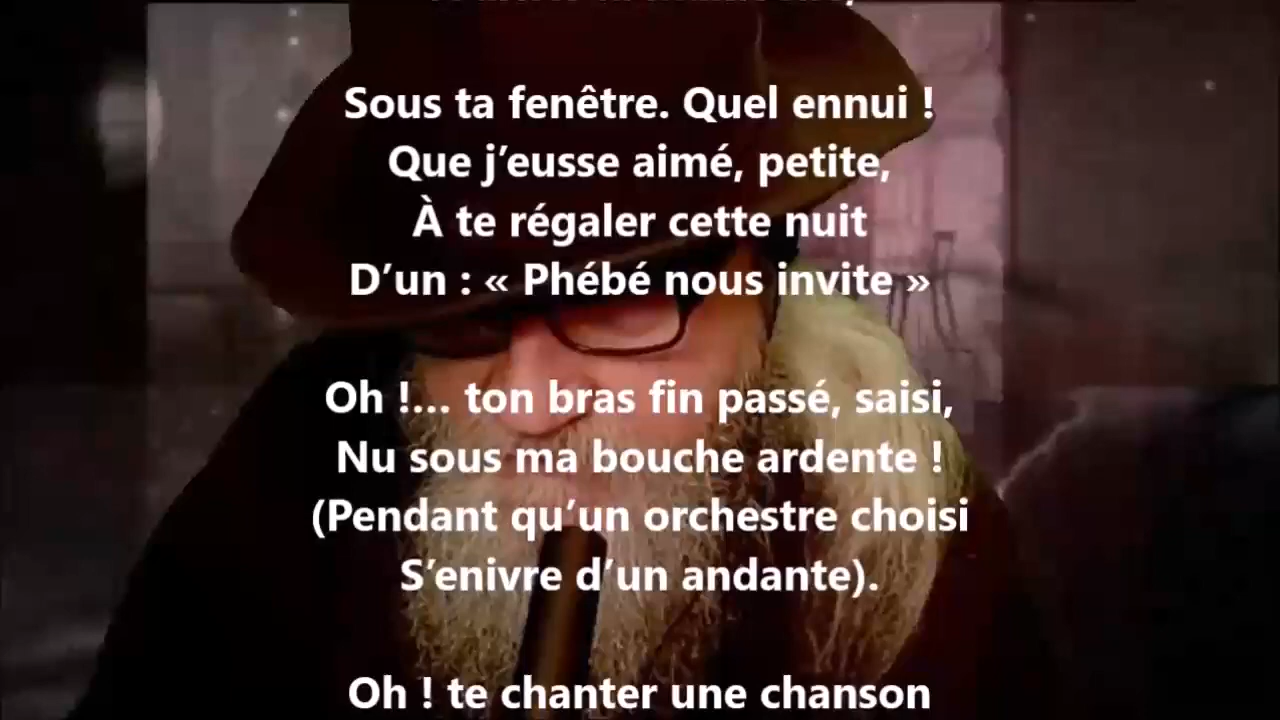 Sous ta fenêtre. Quel ennui !
Que j’eusse aimé, petite,
À te régaler cette nuit
D’un : « Phébé nous invite »
Oh !... ton bras fin passé, saisi,
Nu sous ma bouche ardente !
(Pendant qu’un orchestre choisi
S’enivre d’un andante).
Oh ! te chanter une chanson